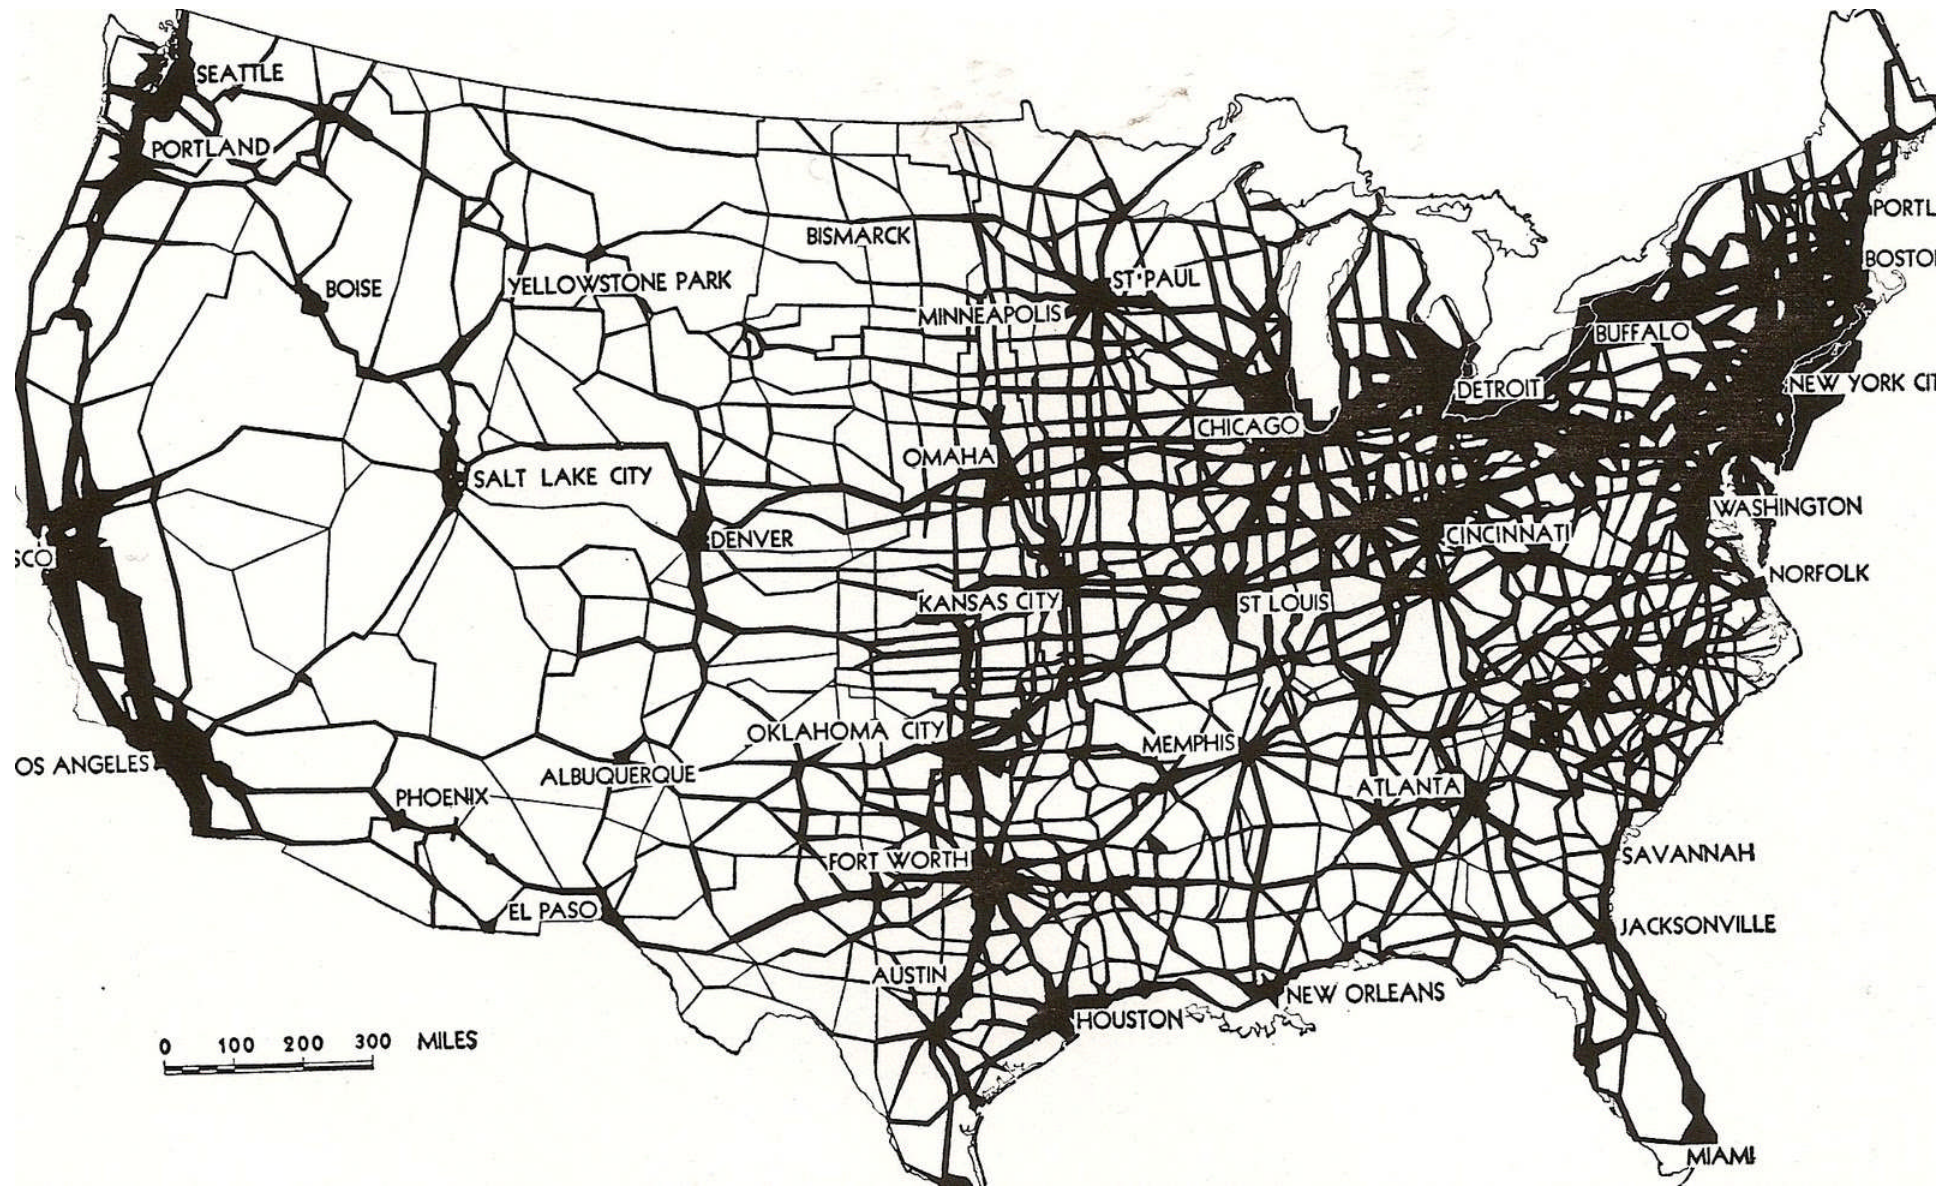 SEATTLE
PORTLAND
PORTL
BISMARCK
BOSTO
BOISE
YELLOWSTONE PARK
ST PAUL
MINNEAPOLIS
BUFFALO
DETROIT
NEW YORK CIT
CHICAGO
OMAHA
SALT LAKE CITY
WASHINGTON
DENVER
CINCINNATI
SCO
NORFOLK
KANSAS CITY
ST LOUIS
OKLAHOMA CITY
MEMPHIS
OS ANGELES
ALBUQUERQUE
PHOENIX
ATLANTA
FORT WORTH
SAVANNAH
EL PASO
JACKSONVILLE
AUSTIN
NEW ORLEANS
HOUSTON
0 100 200 300 MILES
MIAMI